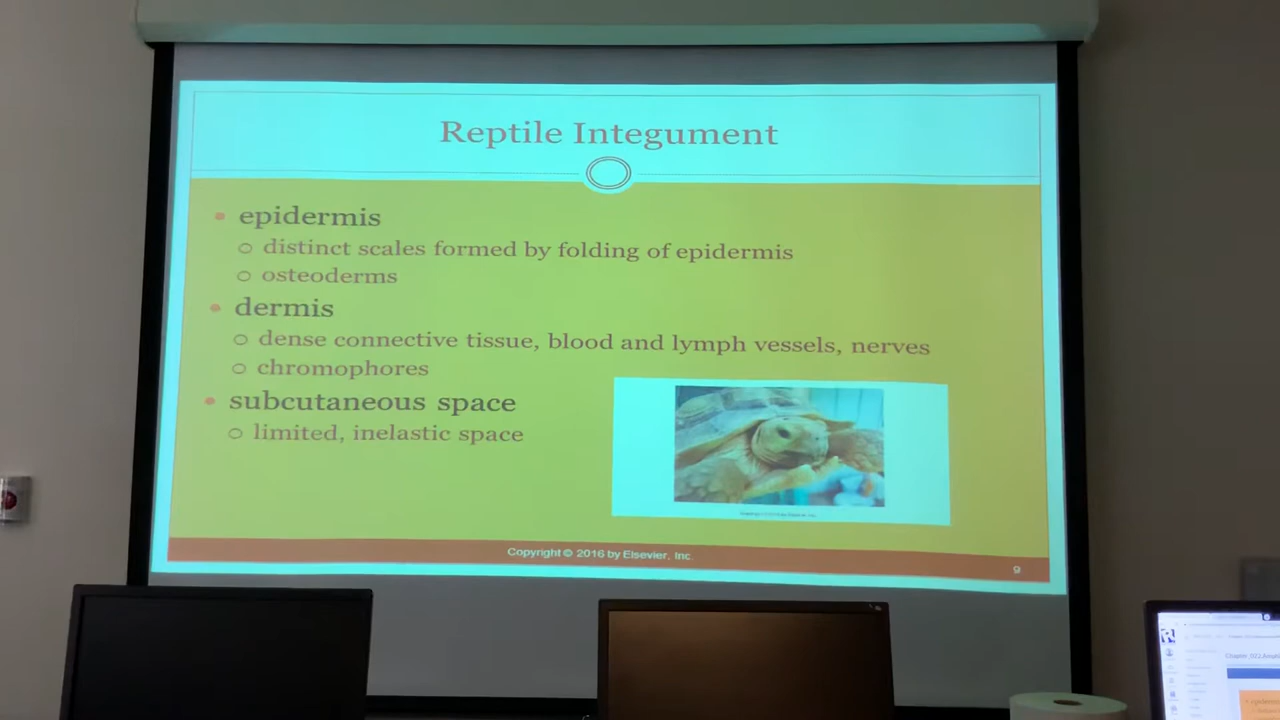 Reptile Integument
epidermis
distinct scales formed by folding of epidermis
osteoderms
dermis
dense connective tissue, blood and lymph vessels, nerves
chromophores
subcutaneous space
limited, inelastic space
Copyright © 2016 by Elsevier, Inc.
9